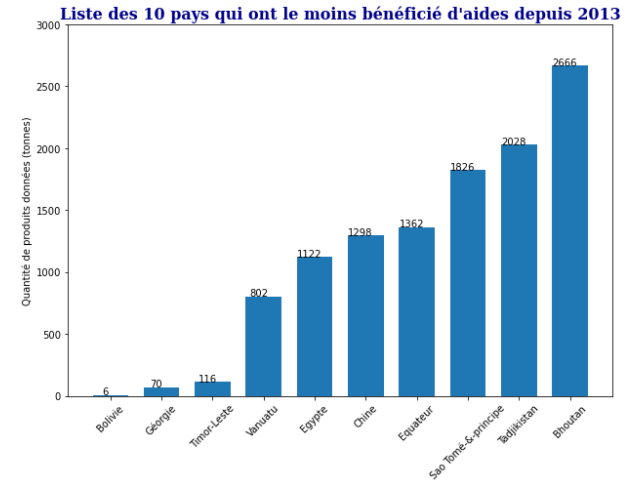 Liste des 10 pays qui ont le moins bénéficié d'aides depuis 2013
Quantité de produits données (tonnes)
3000
2500
2000
1500
1000
500
0
6
70
116
802
1122
1298
1362
1826
2028
2666
Bolivie
Géorgie
Timor-Leste
Vanuatu
Egypte
Chine
Equateur
Sao Tomé-&-principe
Tadjikistan
Bhoutan